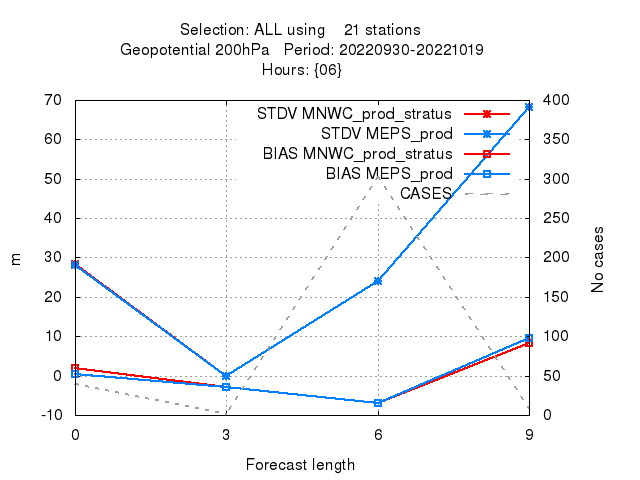 Selection: ALL using    21 stations
Geopotential 200hPa   Period: 20220930-20221019
Hours: {06}
STDV MNWC_prod_stratus
STDV MEPS_prod
BIAS MNWC_prod_stratus
BIAS MEPS_prod
CASES
70
60
50
40
30
20
10
0
-10
m
400
350
300
250
200
150
100
50
0
No cases
0 3 6 9
Forecast length